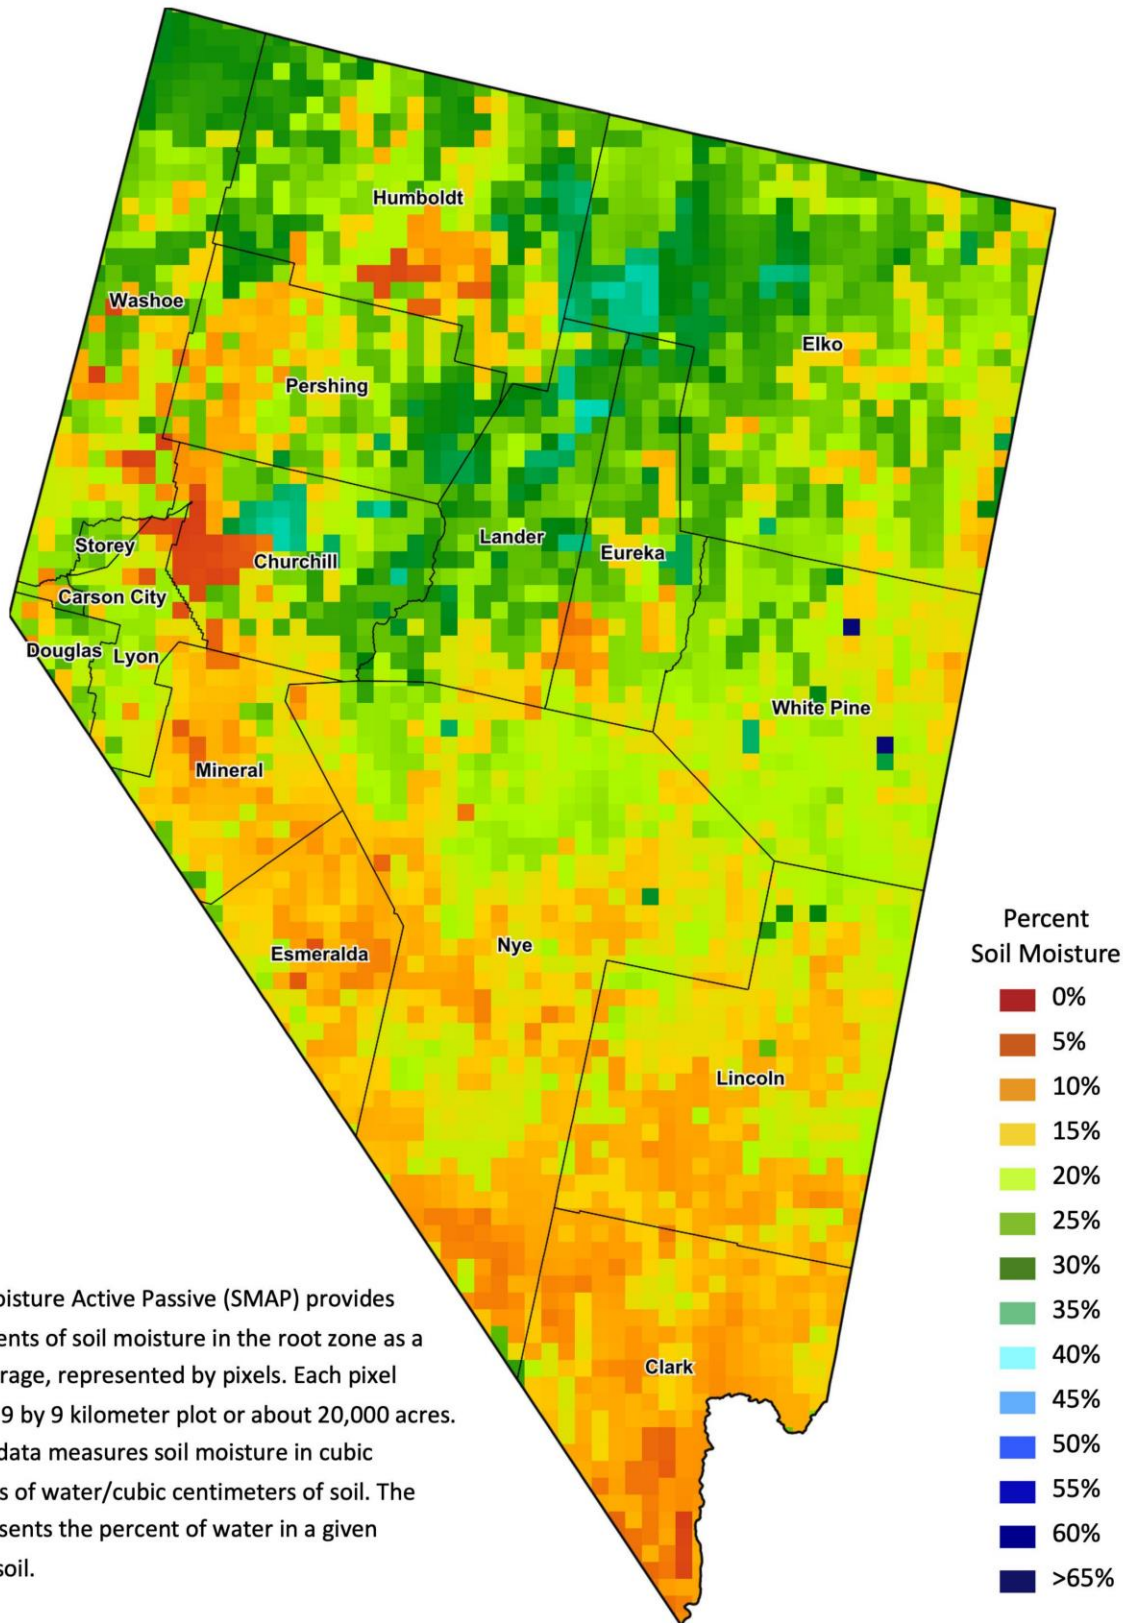 Humboldt
Washoe
Elko
Pershing
Storey
Churchill
Lander
Eureka
Carson City
Douglas
Lyon
White Pine
Mineral
Esmeralda
Nye
Lincoln
Clark
Percent
Soil Moisture
0%
5%
10%
15%
20%
25%
30%
35%
40%
45%
50%
55%
60%
>65%
oisture Active Passive (SMAP) provides
ents of soil moisture in the root zone as a
rage, represented by pixels. Each pixel
9 by 9 kilometer plot or about 20,000 acres.
data measures soil moisture in cubic
s of water/cubic centimeters of soil. The
sents the percent of water in a given
soil.